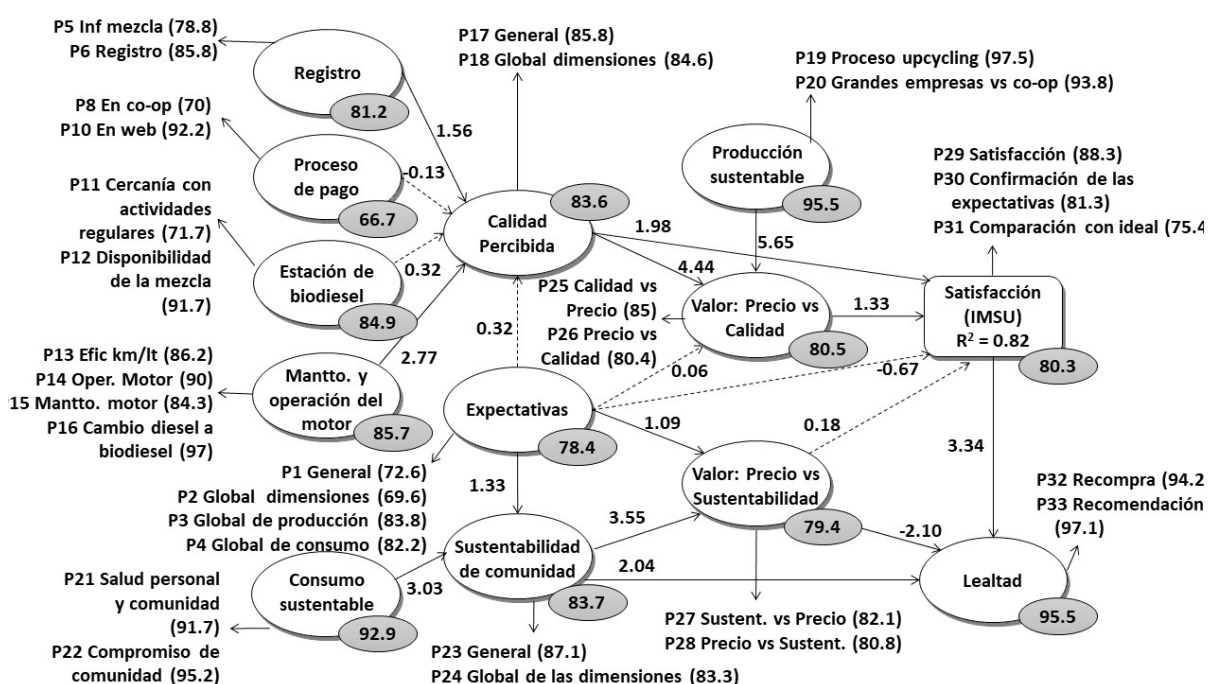 P5 Inf mezcla (78.8)
P6 Registro (85.8)
Registro
81.2
P17 General (85.8)
P18 Global dimensiones (84.6)
P19 Proceso upcycling (97.5)
P20 Grandes empresas vs co-op (93.8)
P8 En co-op (70)
P10 En web (92.2)
Proceso
de pago
66.7
1.56
-0.13
Producción
sustentable
95.5
P29 Satisfacción (88.3)
P30 Confirmación de las
expectativas (81.3)
P31 Comparación con ideal (75.4
P11 Cercanía con
actividades
regulares (71.7)
P12 Disponibilidad
de la mezcla
(91.7)
Estación de
biodiesel
84.9
0.32
Calidad
Percibida
83.6
1.98
5.65
4.44
P25 Calidad vs
Precio (85)
P26 Precio vs
Calidad (80.4)
Valor: Precio vs
Calidad
80.5
1.33
Satisfacción
(IMSU)
R² = 0.82
80.3
0.32
2.77
0.06
-0.67
P13 Efic km/lt (86.2)
P14 Oper. Motor (90)
15 Mantto. motor (84.3)
P16 Cambio diesel a
biodiesel (97)
Mantto. y
operación del
motor
85.7
Expectativas
78.4
1.09
0.18
3.34
P1 General (72.6)
P2 Global dimensiones (69.6)
P3 Global de producción (83.8)
P4 Global de consumo (82.2)
1.33
Valor: Precio vs
Sustentabilidad
79.4
3.55
-2.10
P32 Recompra (94.2
P33 Recomendación
(97.1)
P21 Salud personal
y comunidad
(91.7)
P22 Compromiso de
comunidad (95.2)
Consumo
sustentable
92.9
3.03
Sustentabilidad
de comunidad
83.7
2.04
Lealtad
95.5
P23 General (87.1)
P24 Global de las dimensiones (83.3)
P27 Sustent. vs Precio (82.1)
P28 Precio vs Sustent. (80.8)